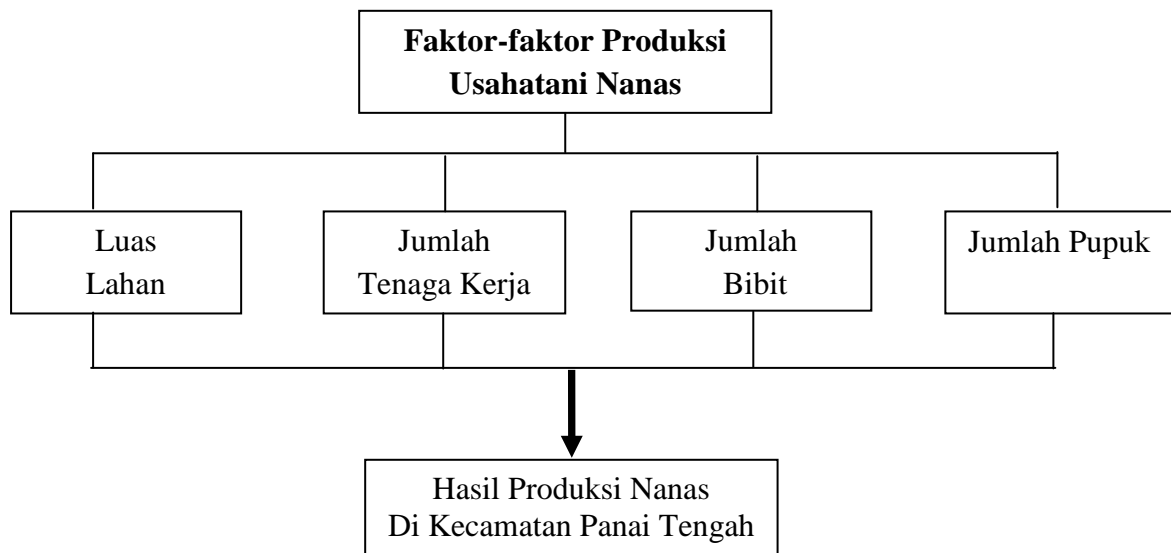 Faktor-faktor Produksi
Usahatani Nanas
Luas
Lahan
Jumlah
Tenaga Kerja
Jumlah
Bibit
Jumlah Pupuk
Hasil Produksi Nanas
Di Kecamatan Panai Tengah